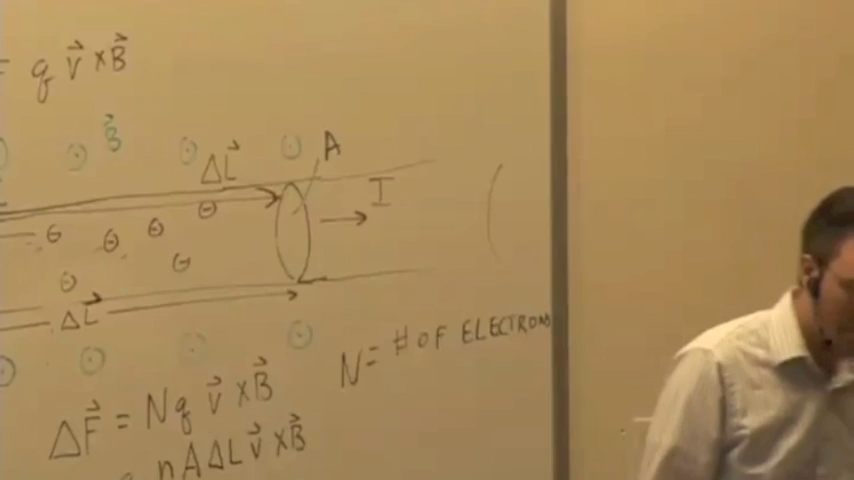 F q v⃗ × B⃗
B⃗
ΔL⃗
A
I
ΔL⃗
N = # OF ELECTRONS
ΔF⃗ = Nq v⃗ × B⃗
nAΔL v⃗ × B⃗